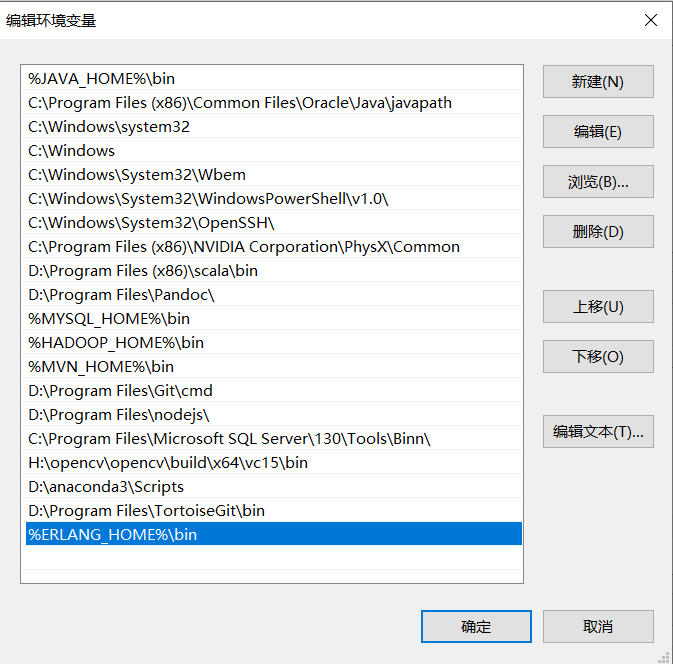 编辑环境变量
%JAVA_HOME%\bin
C:\Program Files (x86)\Common Files\Oracle\Java\javapath
C:\Windows\system32
C:\Windows
C:\Windows\System32\Wbem
C:\Windows\System32\WindowsPowerShell\v1.0\
C:\Windows\System32\OpenSSH\
C:\Program Files (x86)\NVIDIA Corporation\PhysX\Common
D:\Program Files (x86)\scala\bin
D:\Program Files\Pandoc\
%MYSQL_HOME%\bin
%HADOOP_HOME%\bin
%MVN_HOME%\bin
D:\Program Files\Git\cmd
D:\Program Files\nodejs\
C:\Program Files\Microsoft SQL Server\130\Tools\Binn\
H:\opencv\opencv\build\x64\vc15\bin
D:\anaconda3\Scripts
D:\Program Files\TortoiseGit\bin
%ERLANG_HOME%\bin
新建(N)
编辑(E)
浏览(B)...
删除(D)
上移(U)
下移(O)
编辑文本(T)...
确定
取消